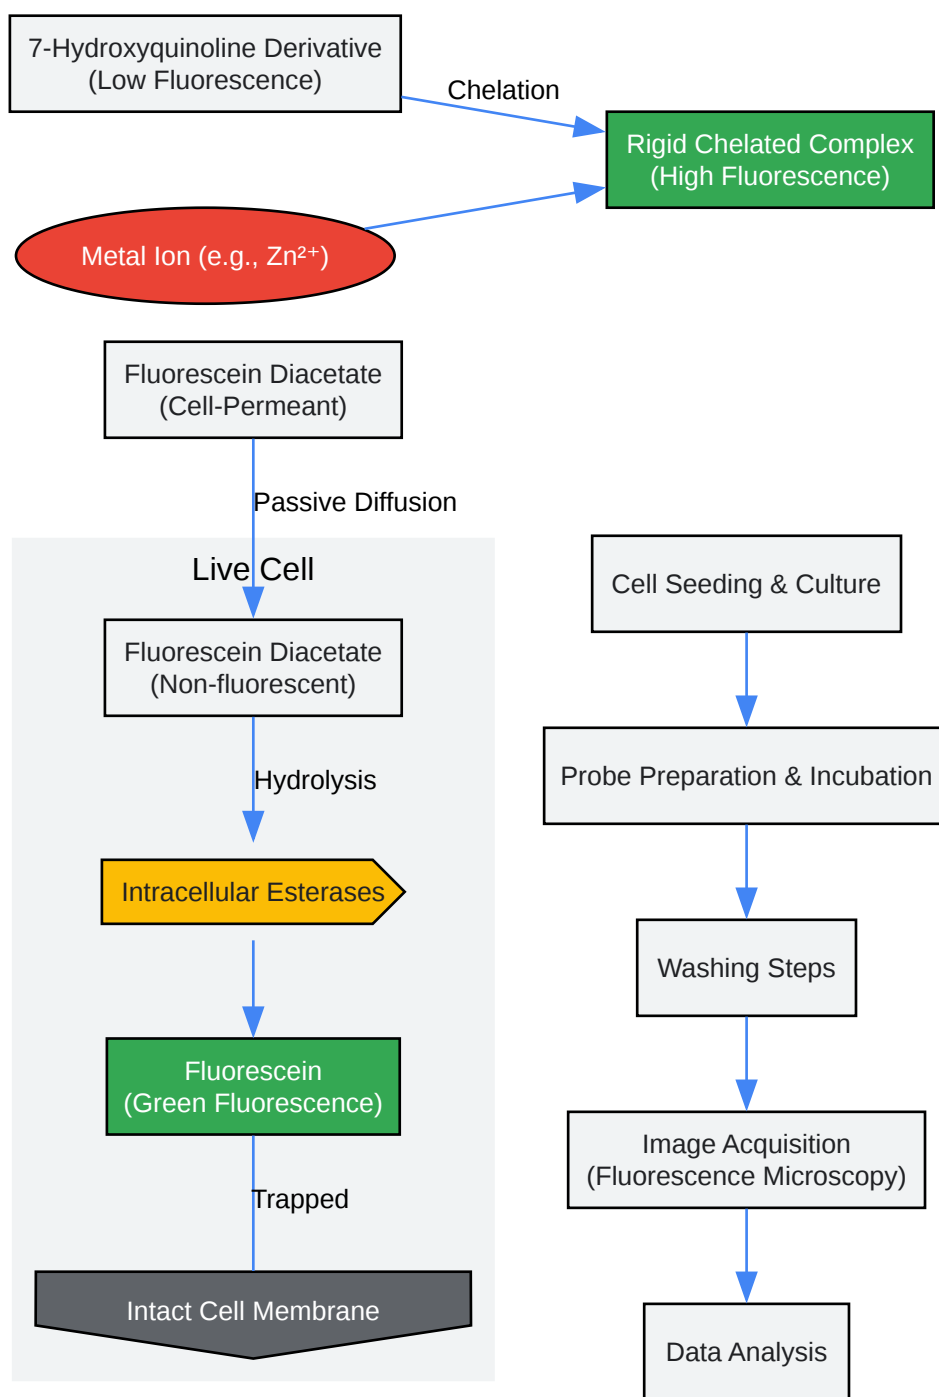 7-Hydroxyquinoline Derivative
(Low Fluorescence)
Chelation
Rigid Chelated Complex
(High Fluorescence)
Metal Ion (e.g., Zn²⁺)
Fluorescein Diacetate
(Cell-Permeant)
Passive Diffusion
Live Cell
Fluorescein Diacetate
(Non-fluorescent)
Hydrolysis
Intracellular Esterases
Fluorescein
(Green Fluorescence)
Trapped
Intact Cell Membrane
Cell Seeding & Culture
Probe Preparation & Incubation
Washing Steps
Image Acquisition
(Fluorescence Microscopy)
Data Analysis